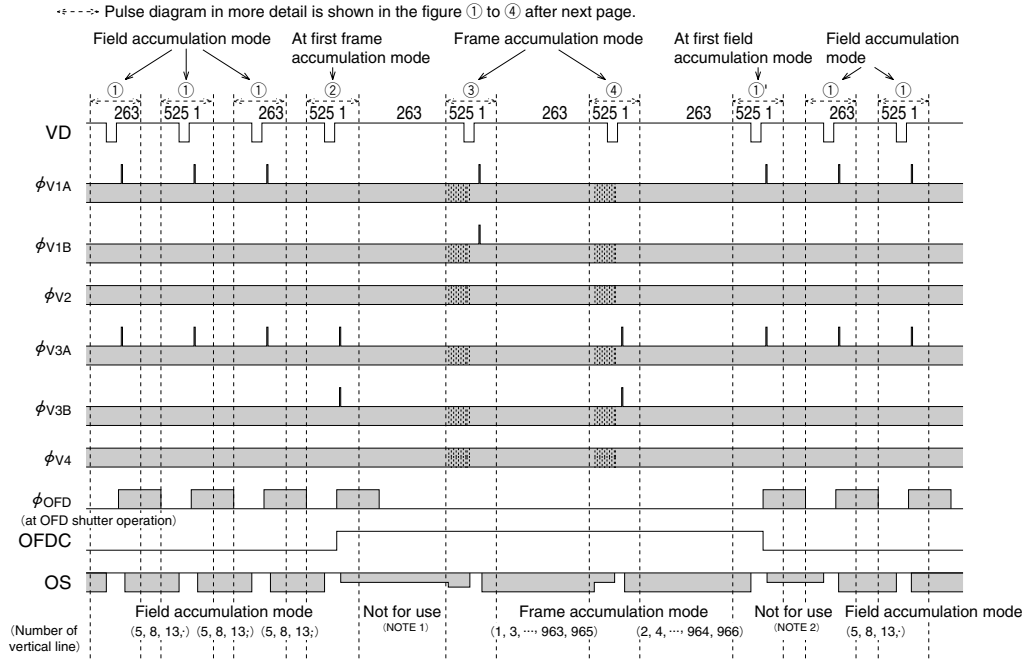 Pulse diagram in more detail is shown in the figure ① to ④ after next page.
Field accumulation mode
At first frame accumulation mode
Frame accumulation mode
At first field accumulation mode
Field accumulation mode
① ① ① ② ③ ④ ①' ① ①
263 525 1 263 525 1 263 525 1 263 525 1 263 525 1 263 525 1
VD
ϕV1A
ϕV1B
ϕV2
ϕV3A
ϕV3B
ϕV4
ϕOFD
(at OFD shutter operation)
OFDC
OS
Field accumulation mode
Not for use
Frame accumulation mode
Not for use
Field accumulation mode
(Number of vertical line)
(5, 8, 13,··) (5, 8, 13,··) (5, 8, 13,··)
(NOTE 1)
(1, 3, ···, 963, 965)
(2, 4, ···, 964, 966)
(NOTE 2)
(5, 8, 13,··)